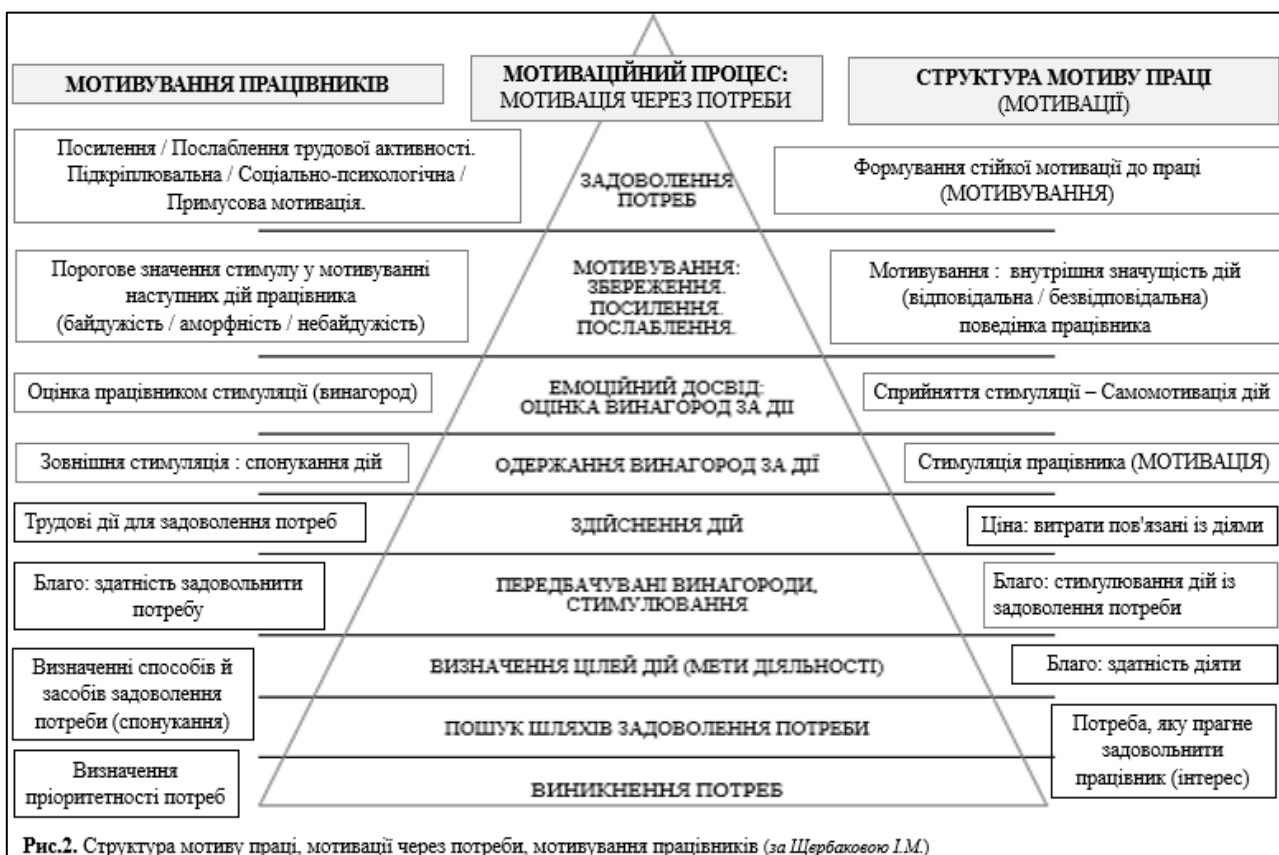 МОТИВУВАННЯ ПРАЦІВНИКІВ
МОТИВАЦІЙНИЙ ПРОЦЕС:
МОТИВАЦІЯ ЧЕРЕЗ ПОТРЕБИ
СТРУКТУРА МОТИВУ ПРАЦІ
(МОТИВАЦІЇ)
Посилення / Послаблення трудової активності.
Підкріплювальна / Соціально-психологічна /
Примусова мотивація.
ЗАДОВОЛЕННЯ
ПОТРЕБ
Формування стійкої мотивації до праці
(МОТИВУВАННЯ)
Порогове значення стимулу у мотивуванні
наступних дій працівника
(байдужість / аморфність / небайдужість)
МОТИВУВАННЯ:
ЗБЕРЕЖЕННЯ.
ПОСИЛЕННЯ.
ПОСЛАБЛЕННЯ.
Мотивування : внутрішня значущість дій
(відповідальна / безвідповідальна)
поведінка працівника
Оцінка працівником стимуляції (винагород)
ЕМОЦІЙНИЙ ДОСВІД:
ОЦІНКА ВИНАГОРОД ЗА ДІЇ
Сприйняття стимуляції – Самомотивація дій
Зовнішня стимуляція : спонукання дій
ОДЕРЖАННЯ ВИНАГОРОД ЗА ДІЇ
Стимуляція працівника (МОТИВАЦІЯ)
Трудові дії для задоволення потреб
ЗДІЙСНЕННЯ ДІЙ
Ціна: витрати пов'язані із діями
Благо: здатність задовольнити
потребу
ПЕРЕДБАЧУВАНІ ВИНАГОРОДИ,
СТИМУЛЮВАННЯ
Благо: стимулювання дій із
задоволення потреби
Визначенні способів й
засобів задоволення
потреби (спонукання)
ВИЗНАЧЕННЯ ЦІЛЕЙ ДІЙ (МЕТИ ДІЯЛЬНОСТІ)
Благо: здатність діяти
ПОШУК ШЛЯХІВ ЗАДОВОЛЕННЯ ПОТРЕБИ
Потреба, яку прагне
задовольнити
працівник (інтерес)
Визначення
пріоритетності потреб
ВИНИКНЕННЯ ПОТРЕБ
Рис.2. Структура мотиву праці, мотивації через потреби, мотивування працівників (за Щербаковою І.М.)